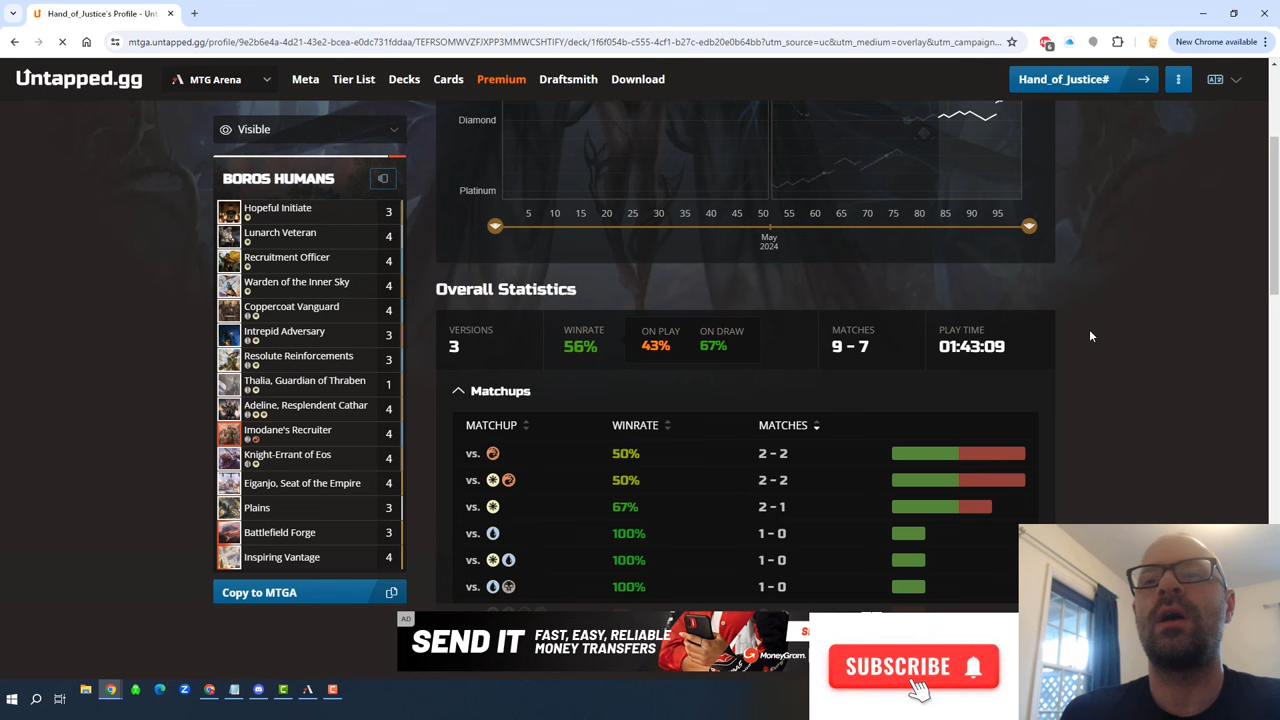 Hand_of_Justice's Profile - Un
New Chrome available
mtga.untapped.gg/profile/9e2b6e4a-4d21-43e2-bcea-e0dc731fddaa/TEFRSOMWVZFJXPP3MMWCSHTIFY/deck/1f6f054b-c555-4cf1-b27c-edb20e0b64bb?utm_source=uc&utm_medium=overlay&utm_campaign...
6
Untapped.gg
MTG Arena
Meta
Tier List
Decks
Cards
Premium
Draftsmith
Download
Hand_of_Justice#
Visible
BOROS HUMANS
Hopeful Initiate 3
Lunarch Veteran 4
Recruitment Officer 4
Warden of the Inner Sky 4
Coppercoat Vanguard 4
Intrepid Adversary 3
Resolute Reinforcements 3
Thalia, Guardian of Thraben 1
Adeline, Resplendent Cathar 4
Imodane's Recruiter 4
Knight-Errant of Eos 4
Eiganjo, Seat of the Empire 4
Plains 3
Battlefield Forge 3
Inspiring Vantage 4
Copy to MTGA
Diamond
Platinum
5 10 15 20 25 30 35 40 45 50 55 60 65 70 75 80 85 90 95
May
2024
Overall Statistics
VERSIONS
3
WINRATE
56%
ON PLAY
43%
ON DRAW
67%
MATCHES
9 - 7
PLAY TIME
01:43:09
Matchups
MATCHUP WINRATE MATCHES
vs. 50% 2 - 2
vs. 50% 2 - 2
vs. 67% 2 - 1
vs. 100% 1 - 0
vs. 100% 1 - 0
vs. 100% 1 - 0
AD
SEND IT
FAST, EASY, RELIABLE
MONEY TRANSFERS
MoneyGram.
SUBSCRIBE